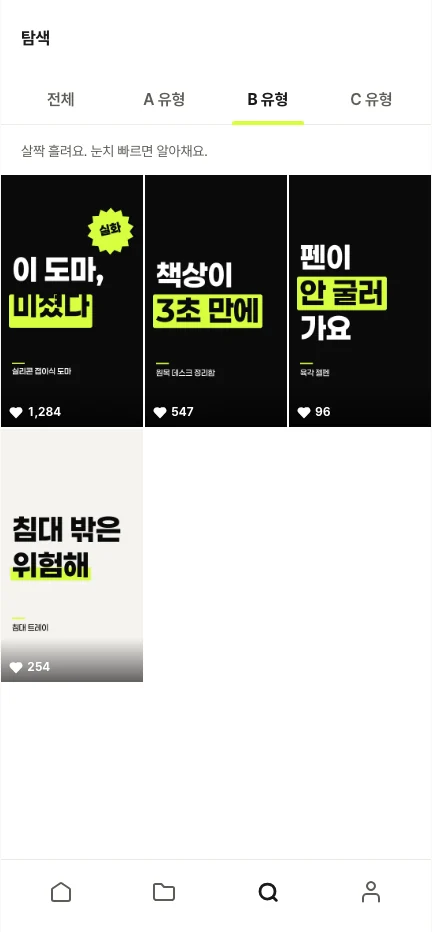 탐색
전체
A 유형
B 유형
C 유형
살짝 흘려요. 눈치 빠르면 알아채요.
실화
이 도마,
미쳤다
실리콘 접이식 도마
1,284
책상이
3초 만에
원목 데스크 정리함
547
펜이
안 굴러
가요
육각 젤펜
96
침대 밖은
위험해
침대 트레이
254